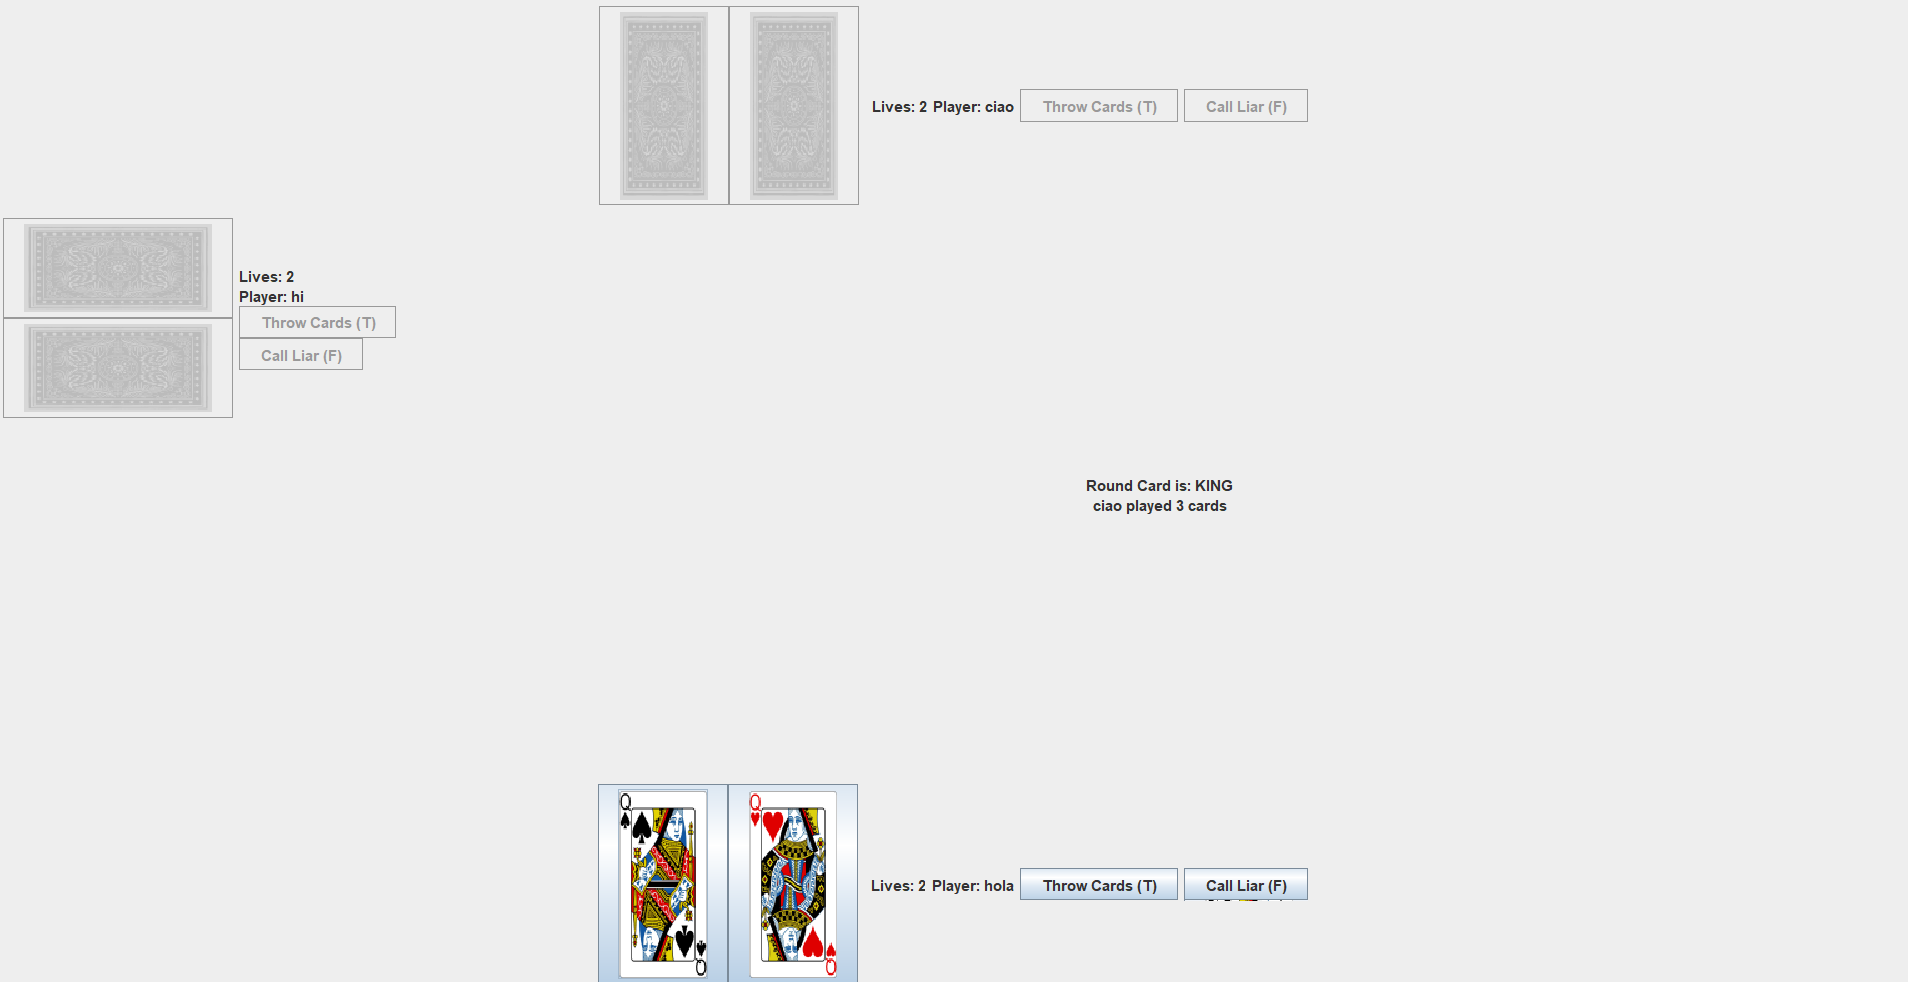 Lives: 2 Player: ciao Throw Cards (T) Call Liar (F)
Lives: 2
Player: hi
Throw Cards (T)
Call Liar (F)
Round Card is: KING
ciao played 3 cards
Q Q
Lives: 2 Player: hola Throw Cards (T) Call Liar (F)
Q Q